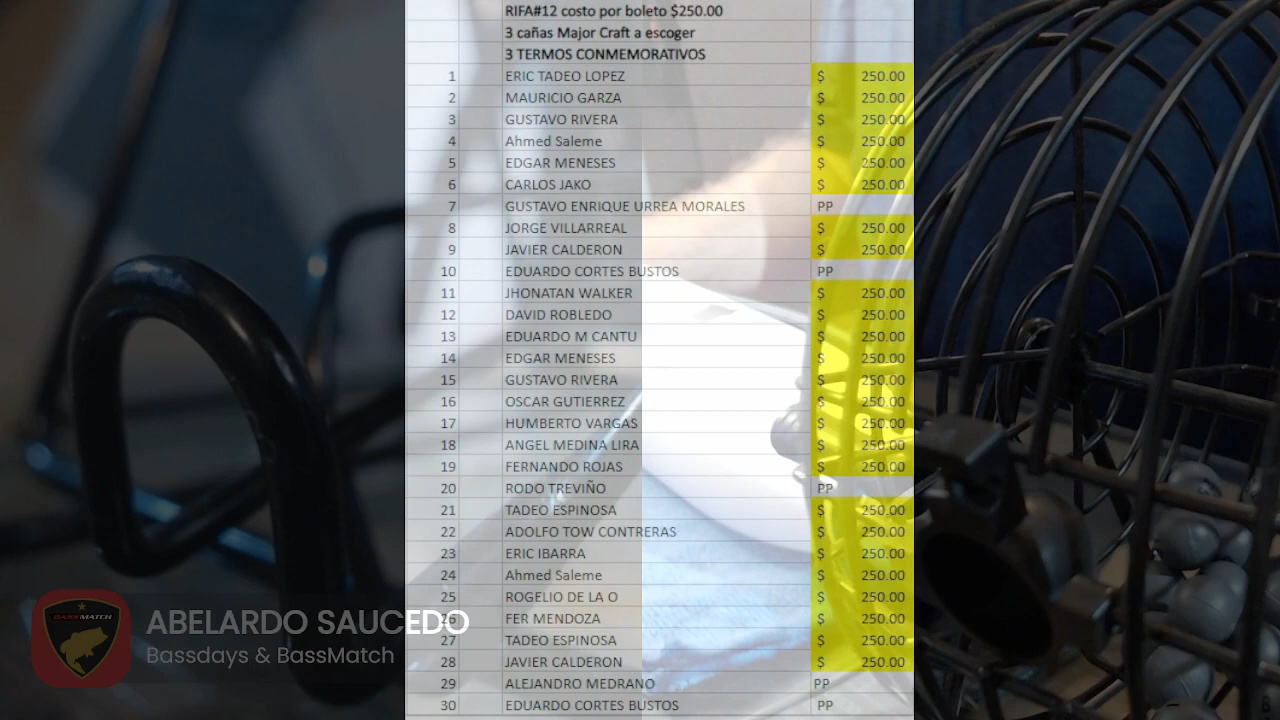 RIFA#12 costo por boleto $250.00
3 cañas Major Craft a escoger
3 TERMOS CONMEMORATIVOS
1 ERIC TADEO LOPEZ $ 250.00
2 MAURICIO GARZA $ 250.00
3 GUSTAVO RIVERA $ 250.00
4 Ahmed Saleme $ 250.00
5 EDGAR MENESES $ 250.00
6 CARLOS JAKO $ 250.00
7 GUSTAVO ENRIQUE URREA MORALES PP
8 JORGE VILLARREAL $ 250.00
9 JAVIER CALDERON $ 250.00
10 EDUARDO CORTES BUSTOS PP
11 JHONATAN WALKER $ 250.00
12 DAVID ROBLEDO $ 250.00
13 EDUARDO M CANTU $ 250.00
14 EDGAR MENESES $ 250.00
15 GUSTAVO RIVERA $ 250.00
16 OSCAR GUTIERREZ $ 250.00
17 HUMBERTO VARGAS $ 250.00
18 ANGEL MEDINA LIRA $ 250.00
19 FERNANDO ROJAS $ 250.00
20 RODO TREVIÑO PP
21 TADEO ESPINOSA $ 250.00
22 ADOLFO TOW CONTRERAS $ 250.00
23 ERIC IBARRA $ 250.00
24 Ahmed Saleme $ 250.00
25 ROGELIO DE LA O $ 250.00
26 FER MENDOZA $ 250.00
27 TADEO ESPINOSA $ 250.00
28 JAVIER CALDERON $ 250.00
29 ALEJANDRO MEDRANO PP
30 EDUARDO CORTES BUSTOS PP
BASSMATCH
ABELARDO SAUCEDO
Bassdays & BassMatch